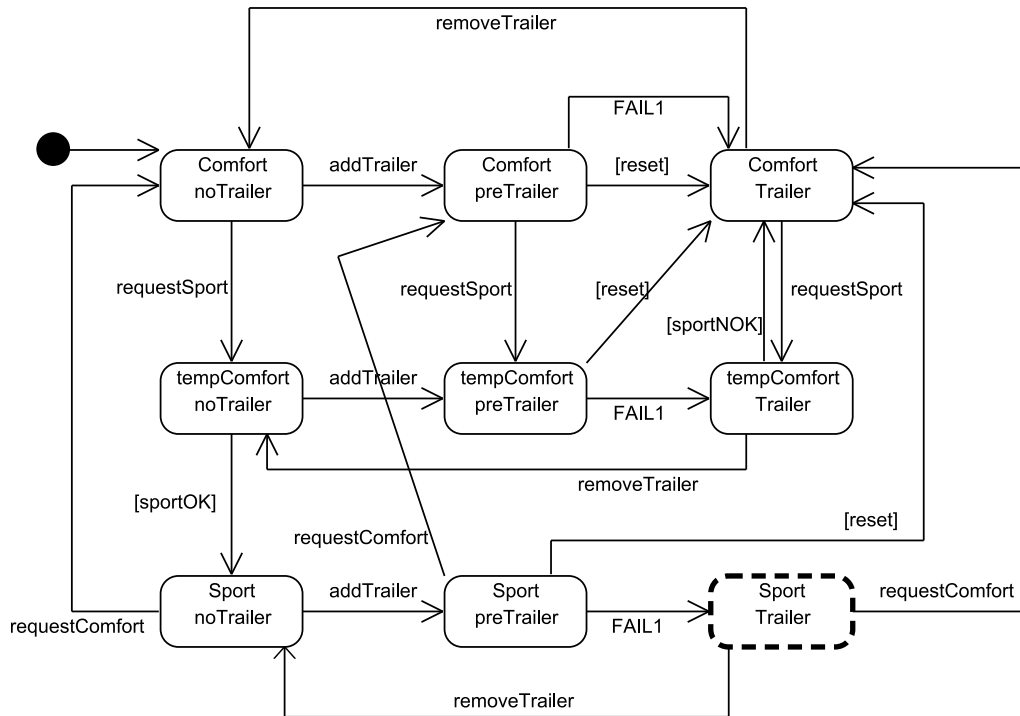 removeTrailer
FAIL1
Comfort
noTrailer
addTrailer
Comfort
preTrailer
[reset]
Comfort
Trailer
requestSport
requestSport
[reset]
[sportNOK]
requestSport
tempComfort
noTrailer
addTrailer
tempComfort
preTrailer
FAIL1
tempComfort
Trailer
removeTrailer
[sportOK]
requestComfort
[reset]
Sport
noTrailer
addTrailer
Sport
preTrailer
FAIL1
Sport
Trailer
requestComfort
requestComfort
removeTrailer